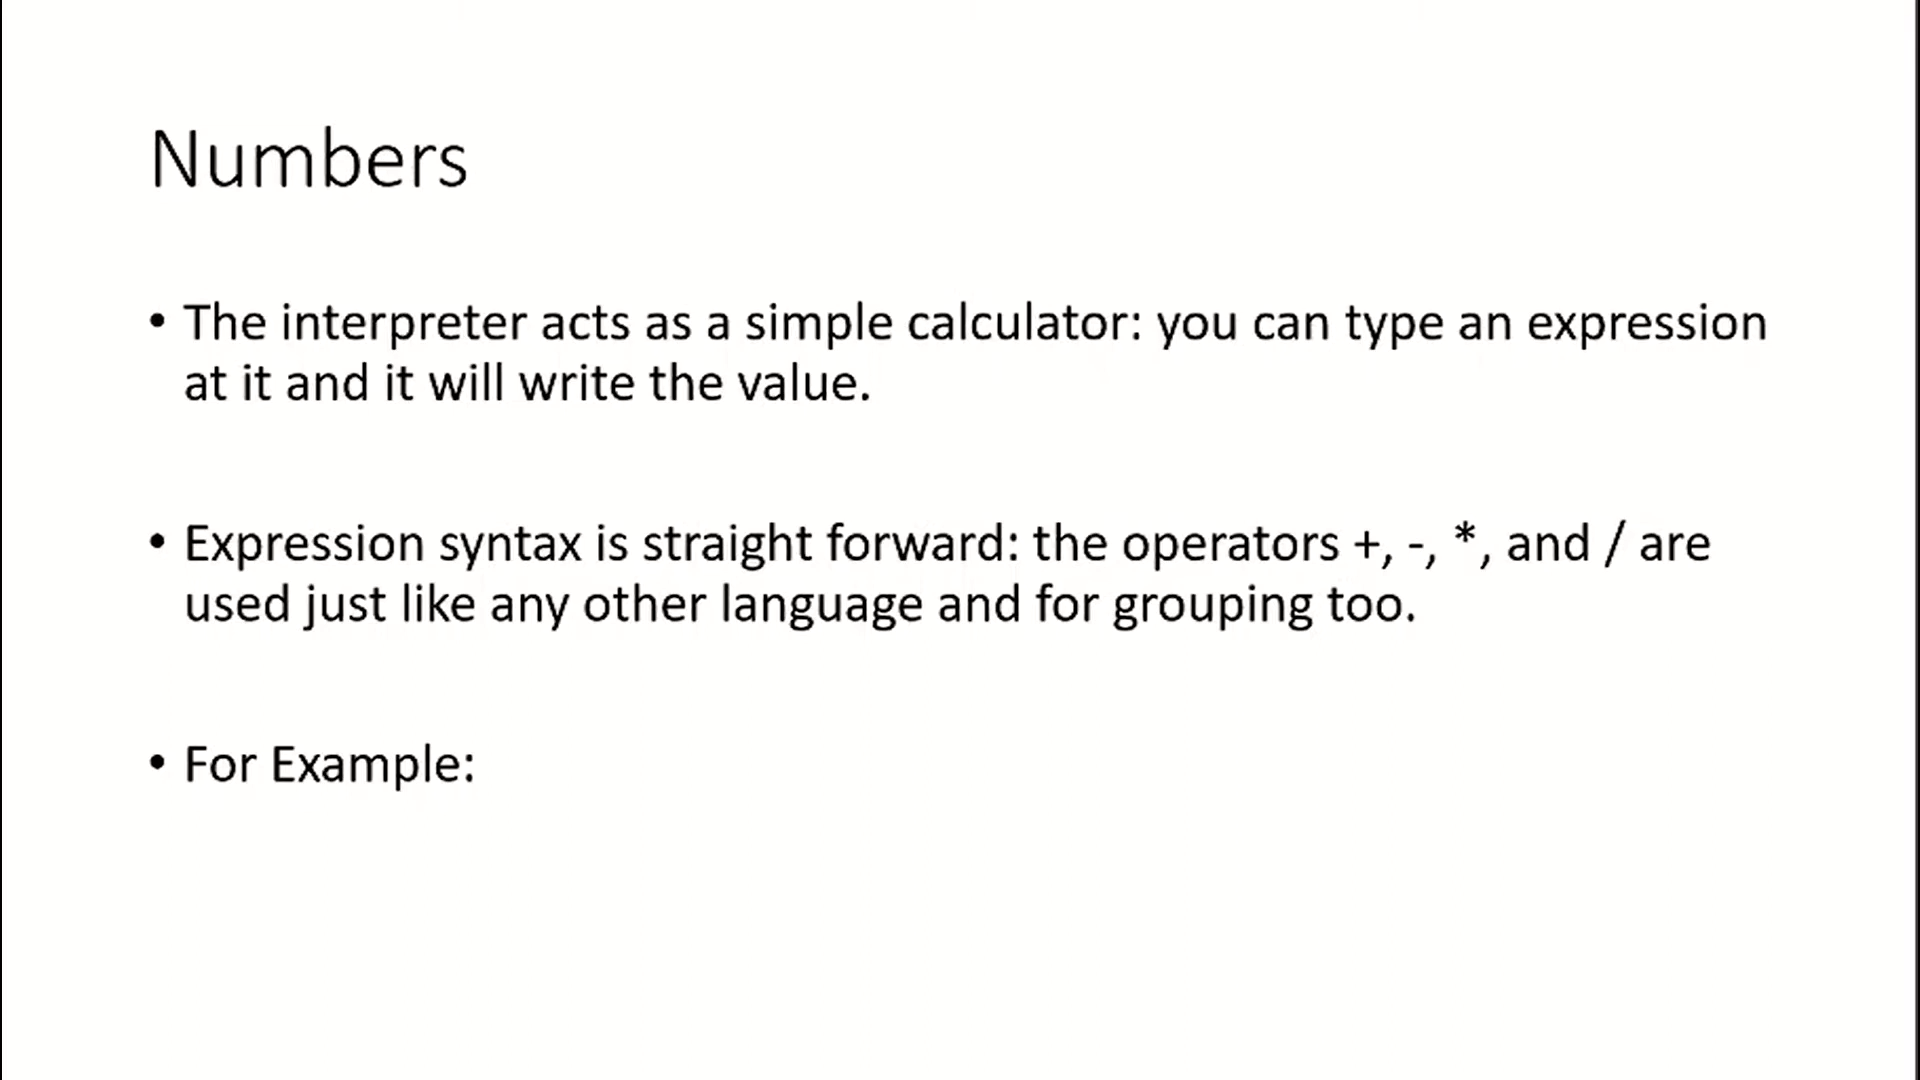 Numbers
• The interpreter acts as a simple calculator: you can type an expression
at it and it will write the value.
• Expression syntax is straight forward: the operators +, -, *, and / are
used just like any other language and for grouping too.
• For Example: